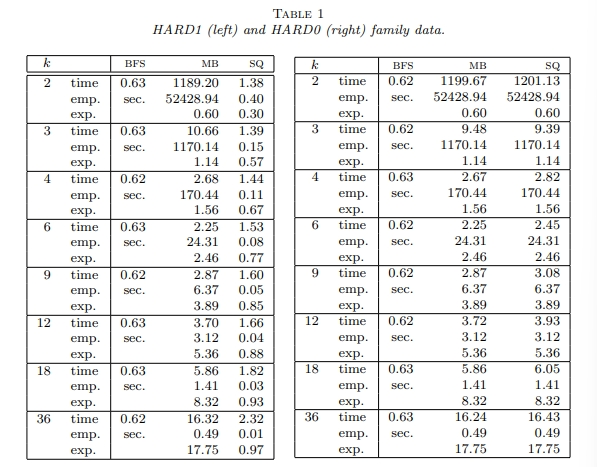 TABLE 1
HARD1 (left) and HARD0 (right) family data.
k BFS MB SQ
2 time 0.63 1189.20 1.38
emp. sec. 52428.94 0.40
exp. 0.60 0.30
3 time 0.63 10.66 1.39
emp. sec. 1170.14 0.15
exp. 1.14 0.57
4 time 0.62 2.68 1.44
emp. sec. 170.44 0.11
exp. 1.56 0.67
6 time 0.63 2.25 1.53
emp. sec. 24.31 0.08
exp. 2.46 0.77
9 time 0.62 2.87 1.60
emp. sec. 6.37 0.05
exp. 3.89 0.85
12 time 0.63 3.70 1.66
emp. sec. 3.12 0.04
exp. 5.36 0.88
18 time 0.63 5.86 1.82
emp. sec. 1.41 0.03
exp. 8.32 0.93
36 time 0.62 16.32 2.32
emp. sec. 0.49 0.01
exp. 17.75 0.97
k BFS MB SQ
2 time 0.62 1199.67 1201.13
emp. sec. 52428.94 52428.94
exp. 0.60 0.60
3 time 0.62 9.48 9.39
emp. sec. 1170.14 1170.14
exp. 1.14 1.14
4 time 0.63 2.67 2.82
emp. sec. 170.44 170.44
exp. 1.56 1.56
6 time 0.62 2.25 2.45
emp. sec. 24.31 24.31
exp. 2.46 2.46
9 time 0.62 2.87 3.08
emp. sec. 6.37 6.37
exp. 3.89 3.89
12 time 0.62 3.72 3.93
emp. sec. 3.12 3.12
exp. 5.36 5.36
18 time 0.63 5.86 6.05
emp. sec. 1.41 1.41
exp. 8.32 8.32
36 time 0.63 16.24 16.43
emp. sec. 0.49 0.49
exp. 17.75 17.75